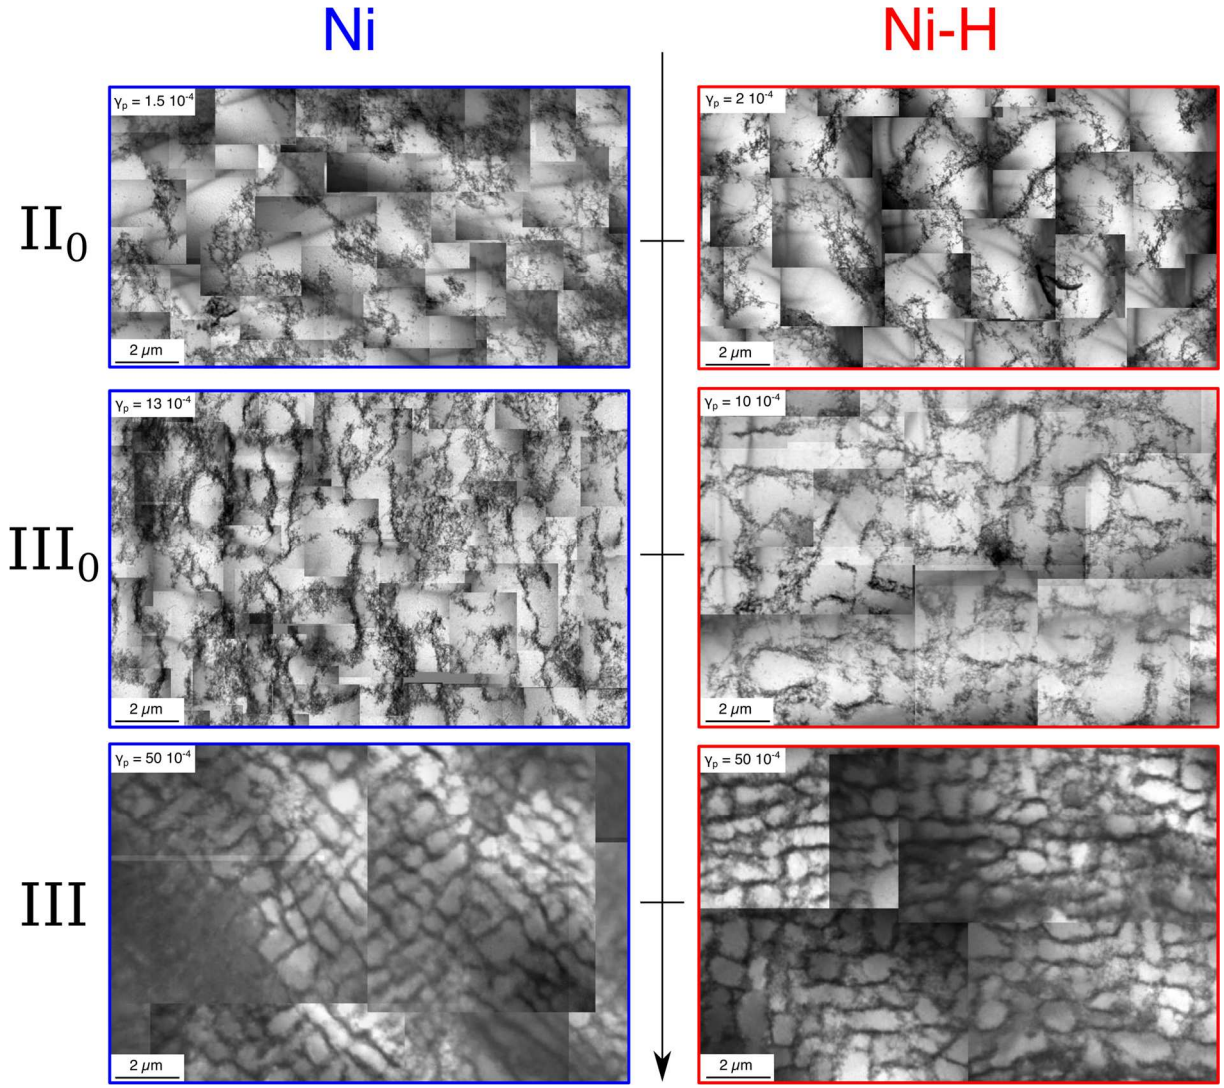 Ni Ni-H
II₀
γₚ = 1.5 10⁻⁴
2 µm
γₚ = 2 10⁻⁴
2 µm
III₀
γₚ = 13 10⁻⁴
2 µm
γₚ = 10 10⁻⁴
2 µm
III
γₚ = 50 10⁻⁴
2 µm
γₚ = 50 10⁻⁴
2 µm